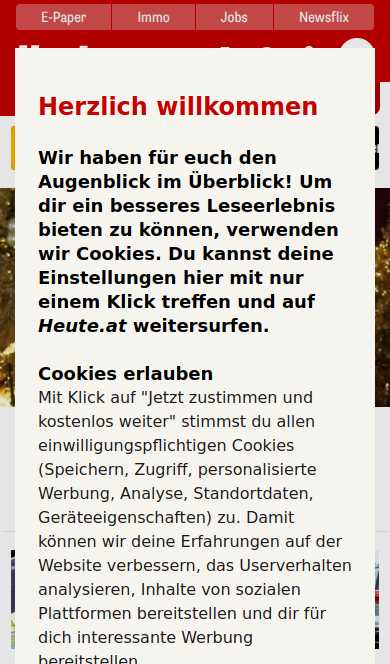 E-Paper
Immo
Jobs
Newsflix
Herzlich willkommen
Wir haben für euch den
Augenblick im Überblick! Um
dir ein besseres Leseerlebnis
bieten zu können, verwenden
wir Cookies. Du kannst deine
Einstellungen hier mit nur
einem Klick treffen und auf
Heute.at weitersurfen.
Cookies erlauben
Mit Klick auf "Jetzt zustimmen und
kostenlos weiter" stimmst du allen
einwilligungspflichtigen Cookies
(Speichern, Zugriff, personalisierte
Werbung, Analyse, Standortdaten,
Geräteeigenschaften) zu. Damit
können wir deine Erfahrungen auf der
Website verbessern, das Userverhalten
analysieren, Inhalte von sozialen
Plattformen bereitstellen und dir für
dich interessante Werbung
bereitstellen